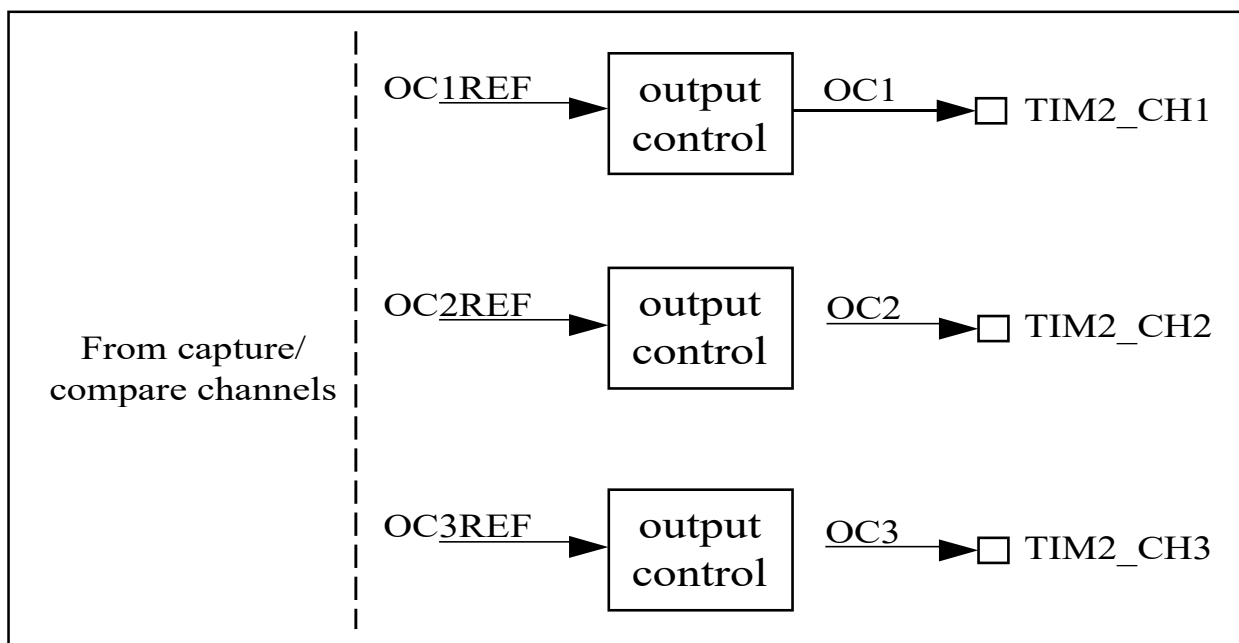 OC1REF
output
control
OC1
TIM2_CH1
OC2REF
output
control
OC2
TIM2_CH2
From capture/
compare channels
OC3REF
output
control
OC3
TIM2_CH3